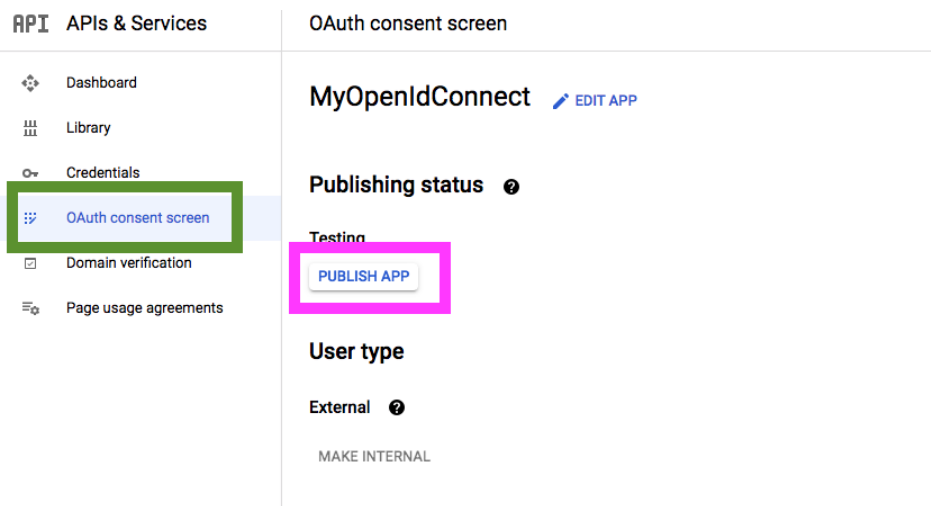 API APIs & Services
OAuth consent screen
Dashboard
Library
Credentials
OAuth consent screen
Domain verification
Page usage agreements
MyOpenIdConnect
EDIT APP
Publishing status
Testing
PUBLISH APP
User type
External
MAKE INTERNAL